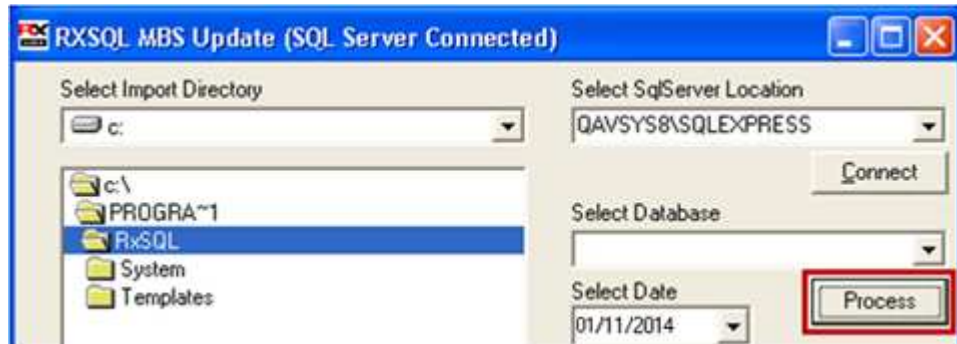 RXSQL MBS Update (SQL Server Connected)
Select Import Directory
c:
c:\
PROGRA~1
RxSQL
System
Templates
Select SqlServer Location
QAVSYS8\SQLEXPRESS
Connect
Select Database
Select Date
01/11/2014
Process